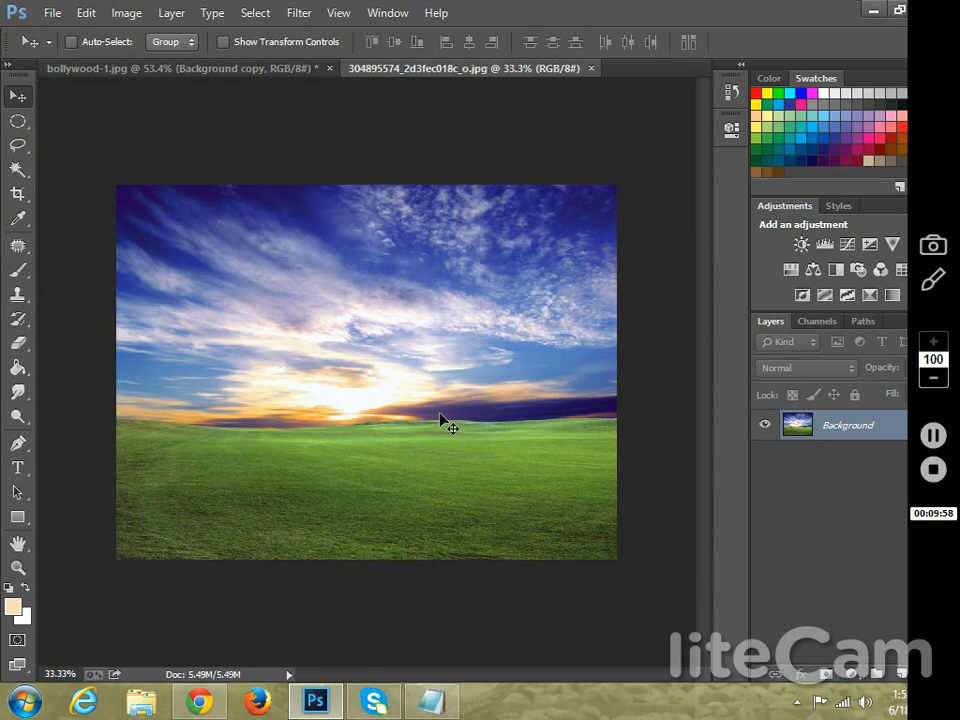 Ps File Edit Image Layer Type Select Filter View Window Help
Auto-Select: Group Show Transform Controls
bollywood-1.jpg @ 53.4% (Background copy, RGB/8#) * × 304895574_2d3fec018c_o.jpg @ 33.3% (RGB/8#) ×
Color Swatches
Adjustments Styles
Add an adjustment
Layers Channels Paths
Kind
Normal Opacity:
Lock: Fill:
Background
100
00:09:58
33.33% Doc: 5.49M/5.49M
liteCam
Ps